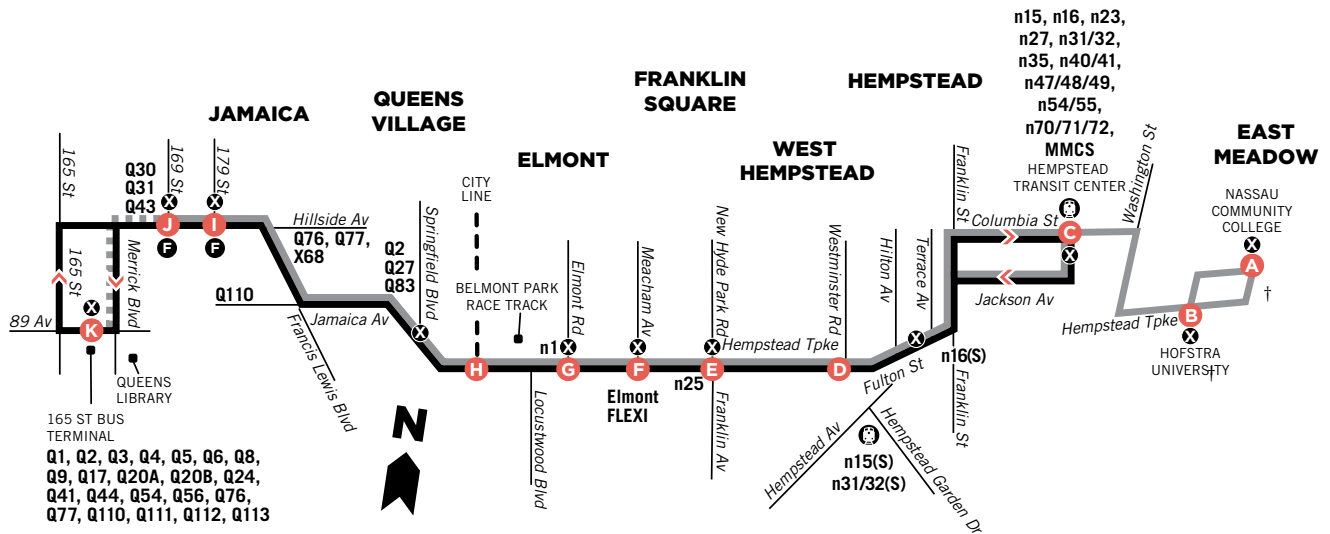 n15, n16, n23,
n27, n31/32,
n35, n40/41,
n47/48/49,
n54/55,
n70/71/72,
MMCS
HEMPSTEAD
TRANSIT CENTER
JAMAICA
QUEENS
VILLAGE
ELMONT
FRANKLIN
SQUARE
WEST
HEMPSTEAD
HEMPSTEAD
EAST
MEADOW
NASSAU
COMMUNITY
COLLEGE
X
A
†
165 St
Q30
Q31
Q43
169 St
X
J
F
179 St
X
I
F
Hillside Av
Q76, Q77,
X68
165 St
Merrick Blvd
89 Av
X
K
QUEENS
LIBRARY
165 ST BUS
TERMINAL
Q1, Q2, Q3, Q4, Q5, Q6, Q8,
Q9, Q17, Q20A, Q20B, Q24,
Q41, Q44, Q54, Q56, Q76,
Q77, Q110, Q111, Q112, Q113
Q110
Jamaica Av
Francis Lewis Blvd
Q2
Q27
Q83
Springfield Blvd
X
N
CITY
LINE
H
BELMONT PARK
RACE TRACK
Locustwood Blvd
Elmont Rd
n1
X
G
Meacham Av
X
F
Elmont
FLEXI
New Hyde Park Rd
X
E
n25
Franklin Av
Hempstead Tpke
Westminster Rd
D
Hilton Av
Terrace Av
X
Fulton St
Hempstead Av
Hempstead Garden Dr
n15(S)
n31/32(S)
Franklin St
n16(S)
Franklin St
Columbia St
C
X
Jackson Av
Washington St
Hempstead Tpke
B
X
HOFSTRA
UNIVERSITY
†